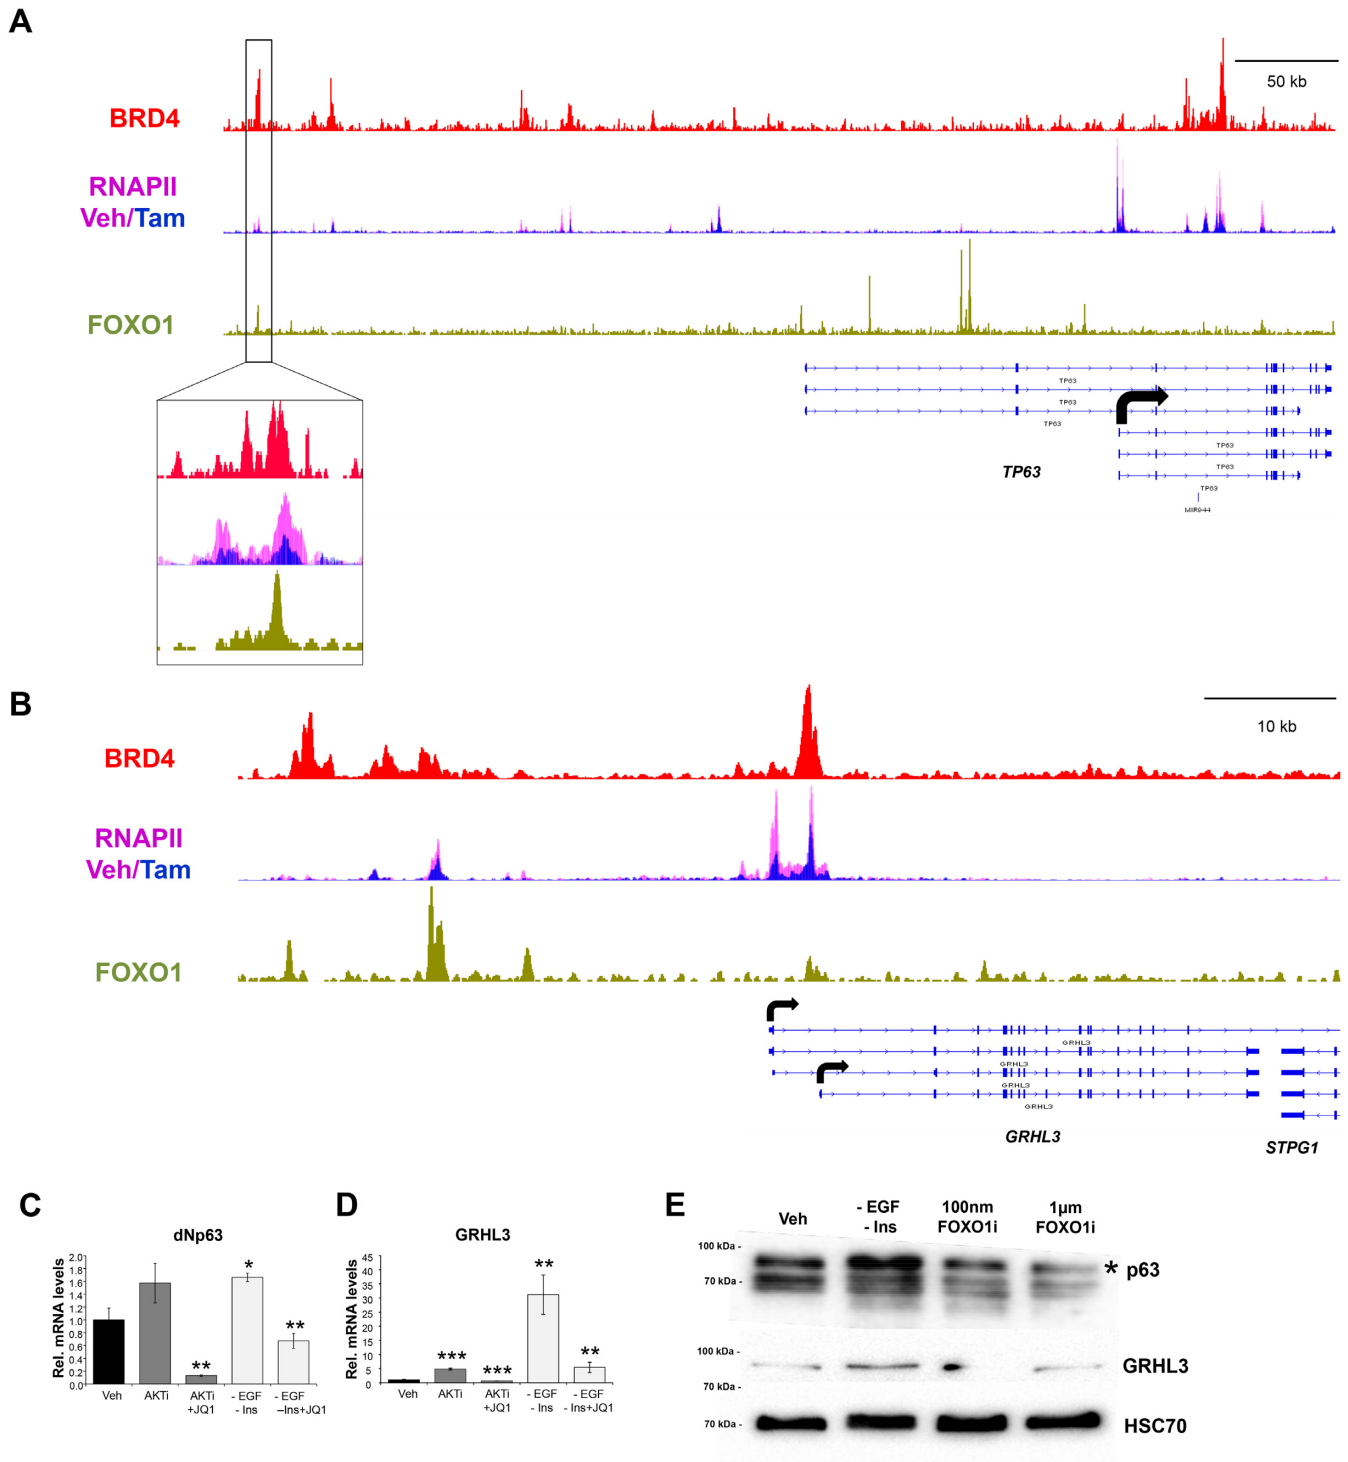 A
50 kb
BRD4
RNAPII
Veh/Tam
FOXO1
TP63
TP63
TP63
TP63
TP63
TP63
TP63
MIR944
B
10 kb
BRD4
RNAPII
Veh/Tam
FOXO1
GRHL3
GRHL3
GRHL3
GRHL3
GRHL3
STPG1
C
dNp63
Rel. mRNA levels
2.0
1.8
1.6
1.4
1.2
1.0
0.8
0.6
0.4
0.2
0.0
**
*
**
Veh
AKTi
AKTi
+JQ1
- EGF
- Ins
- EGF
–Ins+JQ1
D
GRHL3
Rel. mRNA levels
45
40
35
30
25
20
15
10
5
0
***
***
**
**
Veh
AKTi
AKTi
+JQ1
- EGF
- Ins
- EGF
- Ins+JQ1
E
Veh
- EGF
- Ins
100nm
FOXO1i
1µm
FOXO1i
100 kDa -
70 kDa -
* p63
100 kDa -
GRHL3
70 kDa -
70 kDa -
HSC70